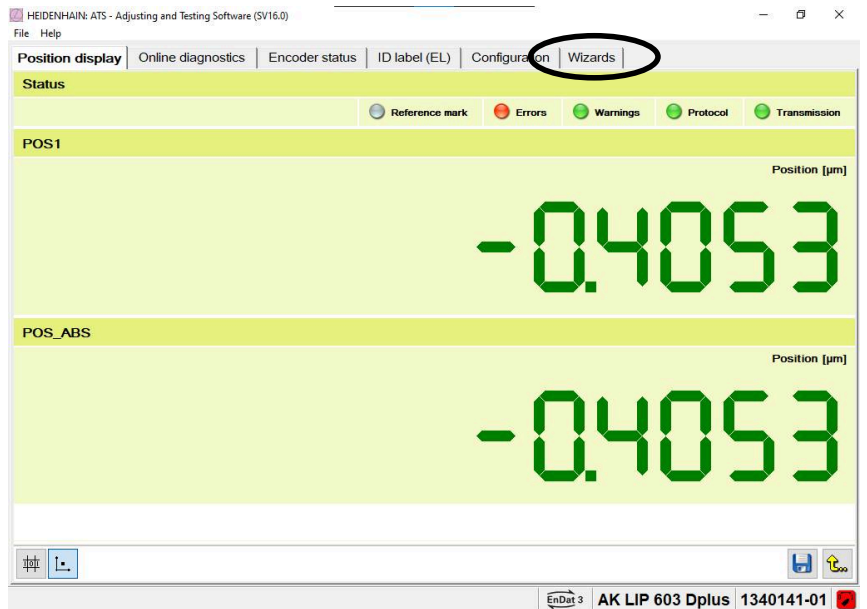 HEIDENHAIN: ATS - Adjusting and Testing Software (SV16.0)
File Help
Position display Online diagnostics Encoder status ID label (EL) Configuration Wizards
Status
Reference mark Errors Warnings Protocol Transmission
POS1
Position [µm]
-0.4053
POS_ABS
Position [µm]
-0.4053
EnDat 3 AK LIP 603 Dplus 1340141-01